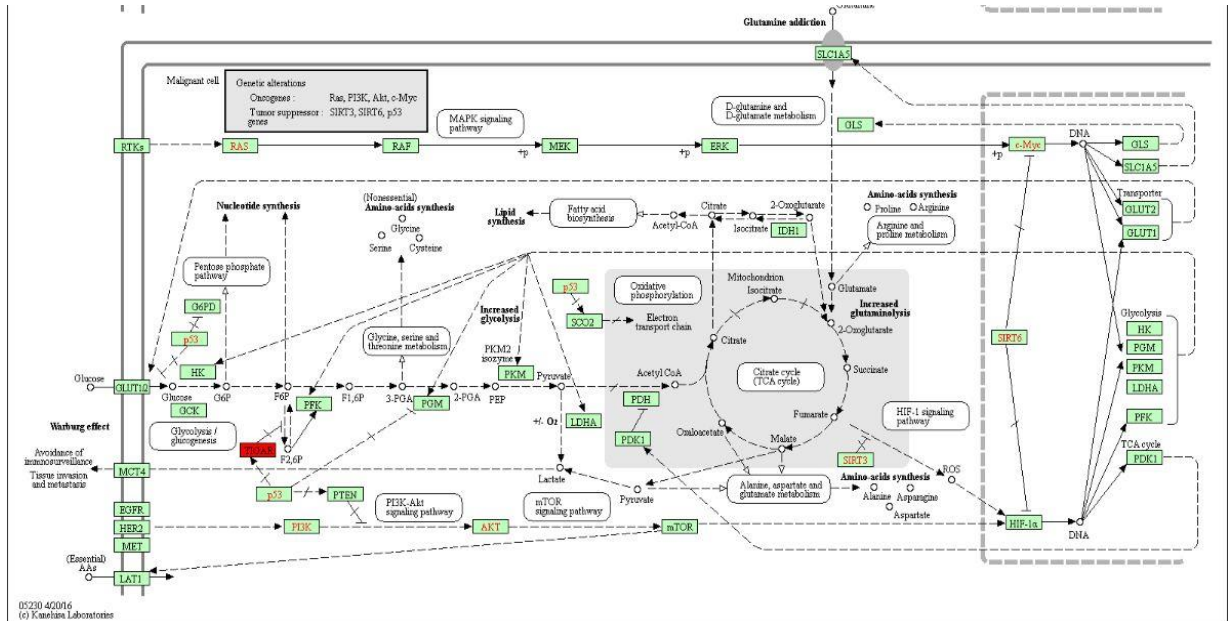 Glutamine addiction
SLC1A5
Malignant cell
Genetic alterations
Oncogenes : Ras, PI3K, Akt, c-Myc
Tumor suppressor : SIRT3, SIRT6, p53
genes
MAPK signaling
pathway
D-glutamine and
D-glutamate metabolism
GLS
RTKs
RAS
RAF
+p
MEK
+p
ERK
+p
c-Myc
DNA
GLS
SLC1A5
Transporter
GLUT2
GLUT1
Nucleotide synthesis
(Nonessential)
Amino-acids synthesis
Glycine
Serine
Cysteine
Lipid
synthesis
Fatty acid
biosynthesis
Acetyl-CoA
Citrate
Isocitrate
2-Oxoglutarate
IDH1
Amino-acids synthesis
Proline
Arginine
Arginine and
proline metabolism
Pentose phosphate
pathway
G6PD
p53
HK
Glycine, serine and
threonine metabolism
Increased
glycolysis
PKM2
isozyme
PKM
p53
SCO2
Oxidative
phosphorylation
Electron
transport chain
Mitochondrion
Isocitrate
Glutamate
Increased
glutaminolysis
2-Oxoglutarate
Citrate
Citrate cycle
(TCA cycle)
Succinate
Fumarate
Malate
Oxaloacetate
SIRT6
Glycolysis
HK
PGM
PKM
LDHA
PFK
TCA cycle
PDK1
Glucose
Glucose
GCK
G6P
F6P
PFK
F1,6P
3-PGA
PGM
2-PGA
PEP
Pyruvate
Acetyl CoA
PDH
PDK1
+/- O2
LDHA
HIF-1 signaling
pathway
SIRT3
ROS
Warburg effect
Glycolysis /
TIGAR
F2,6P
Avoidance of
immunosurveillance
Tissue invasion
and metastasis
MCT4
Lactate
Pyruvate
Alanine, aspartate and
glutamate metabolism
Amino-acids synthesis
Alanine
Asparagine
Aspartate
p53
PTEN
PI3K-Akt
signaling pathway
mTOR
signaling pathway
EGFR
HER2
PI3K
AKT
mTOR
HIF-1α
DNA
MET
(Essential)
AAs
LAT1
05230 4/20/16
(c) Kanehisa Laboratories